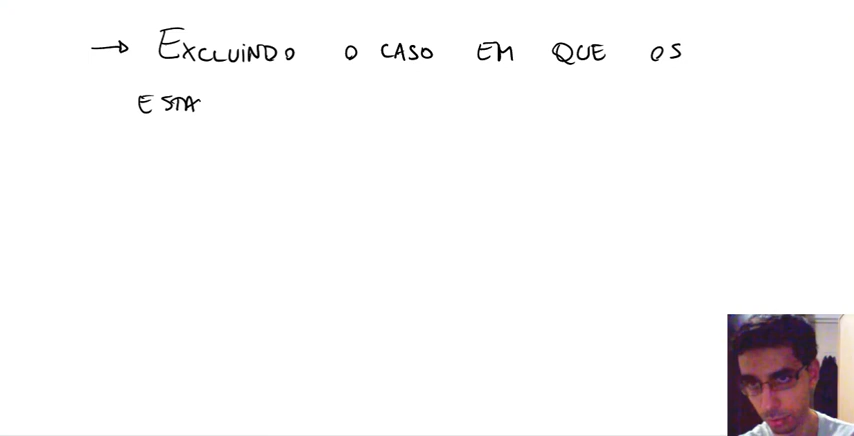 → EXCLUINDO O CASO EM QUE OS
ESTA